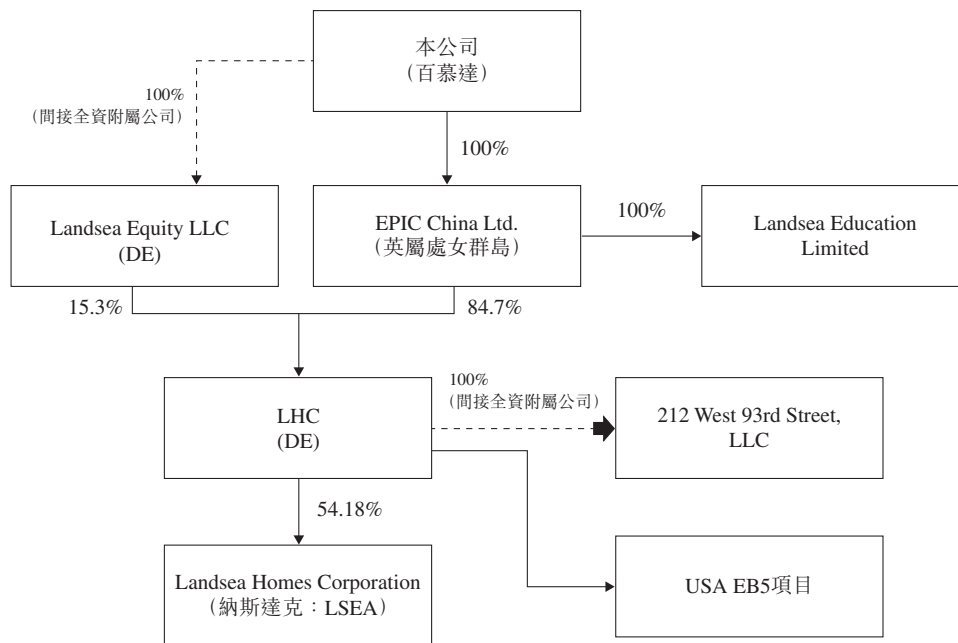 本公司
(百慕達)
100%
(間接全資附屬公司)
100%
Landsea Equity LLC
(DE)
EPIC China Ltd.
(英屬處女群島)
100%
Landsea Education
Limited
15.3%
84.7%
LHC
(DE)
100%
(間接全資附屬公司)
212 West 93rd Street,
LLC
54.18%
Landsea Homes Corporation
(納斯達克:LSEA)
USA EB5項目